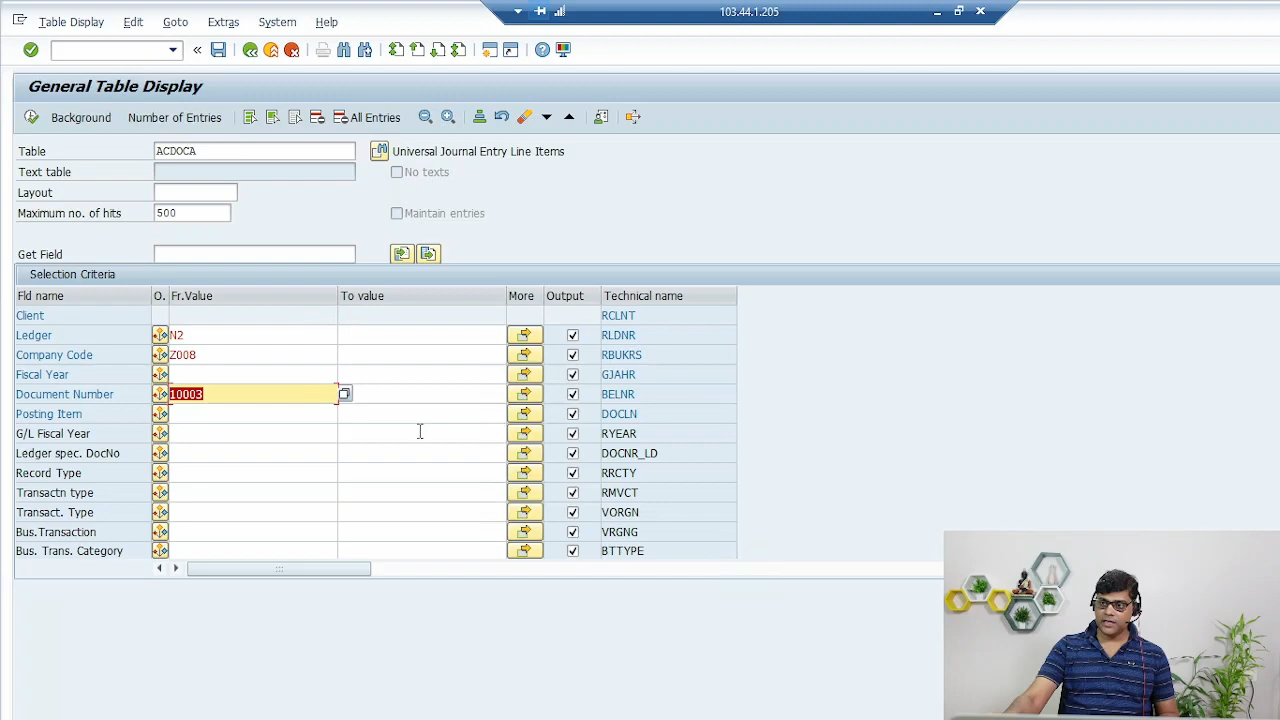 103.44.1.205
Table Display Edit Goto Extras System Help
General Table Display
Background Number of Entries All Entries
Table ACDOCA Universal Journal Entry Line Items
Text table No texts
Layout
Maximum no. of hits 500 Maintain entries
Get Field
Selection Criteria
Fld name O. Fr.Value To value More Output Technical name
Client RCLNT
Ledger N2 RLDNR
Company Code Z008 RBUKRS
Fiscal Year GJAHR
Document Number 10003 BELNR
Posting Item DOCLN
G/L Fiscal Year RYEAR
Ledger spec. DocNo DOCNR_LD
Record Type RRCTY
Transactn type RMVCT
Transact. Type VORGN
Bus.Transaction VRGNG
Bus. Trans. Category BTTYPE